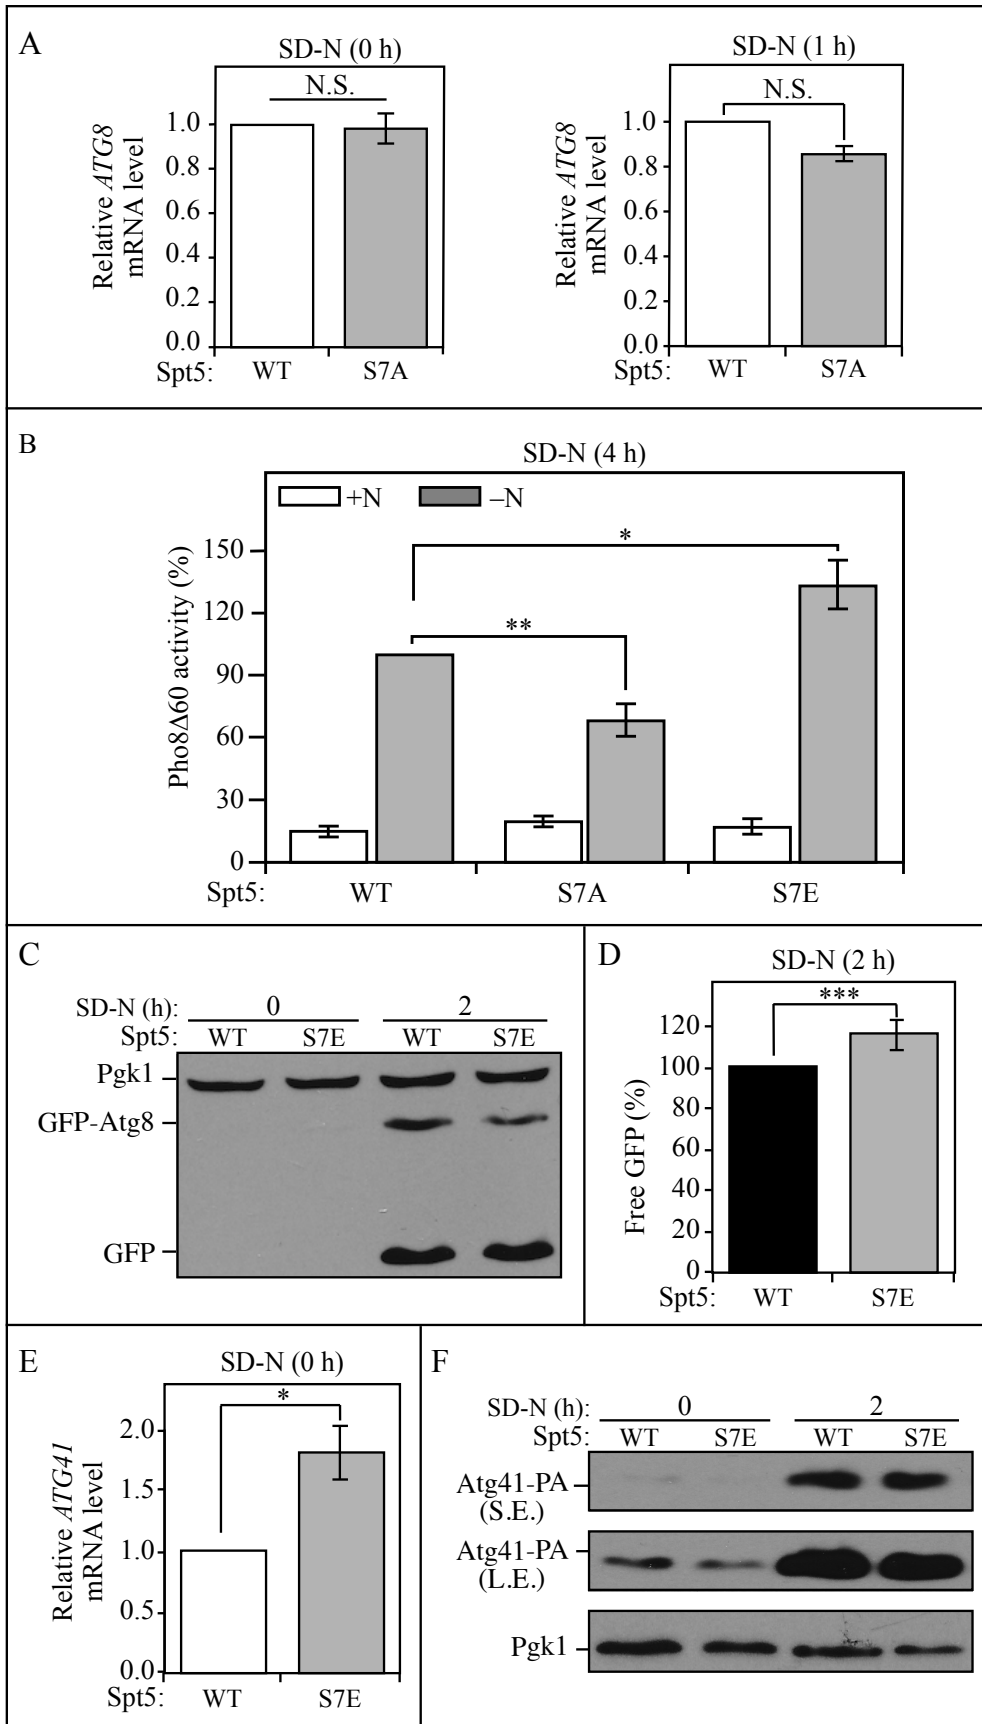 A
SD-N (0 h)
N.S.
Relative ATG8
mRNA level
1.0
0.8
0.6
0.4
0.2
0.0
Spt5: WT S7A
SD-N (1 h)
N.S.
Relative ATG8
mRNA level
1.0
0.8
0.6
0.4
0.2
0.0
Spt5: WT S7A
B
SD-N (4 h)
+N –N
*
**
Pho8Δ60 activity (%)
150
120
90
60
30
0
Spt5: WT S7A S7E
C
SD-N (h): 0 2
Spt5: WT S7E WT S7E
Pgk1
GFP-Atg8
GFP
D
SD-N (2 h)
***
Free GFP (%)
120
100
80
60
40
20
0
Spt5: WT S7E
E
SD-N (0 h)
*
Relative ATG41
mRNA level
2.0
1.5
1.0
0.5
0.0
Spt5: WT S7E
F
SD-N (h): 0 2
Spt5: WT S7E WT S7E
Atg41-PA
(S.E.)
Atg41-PA
(L.E.)
Pgk1